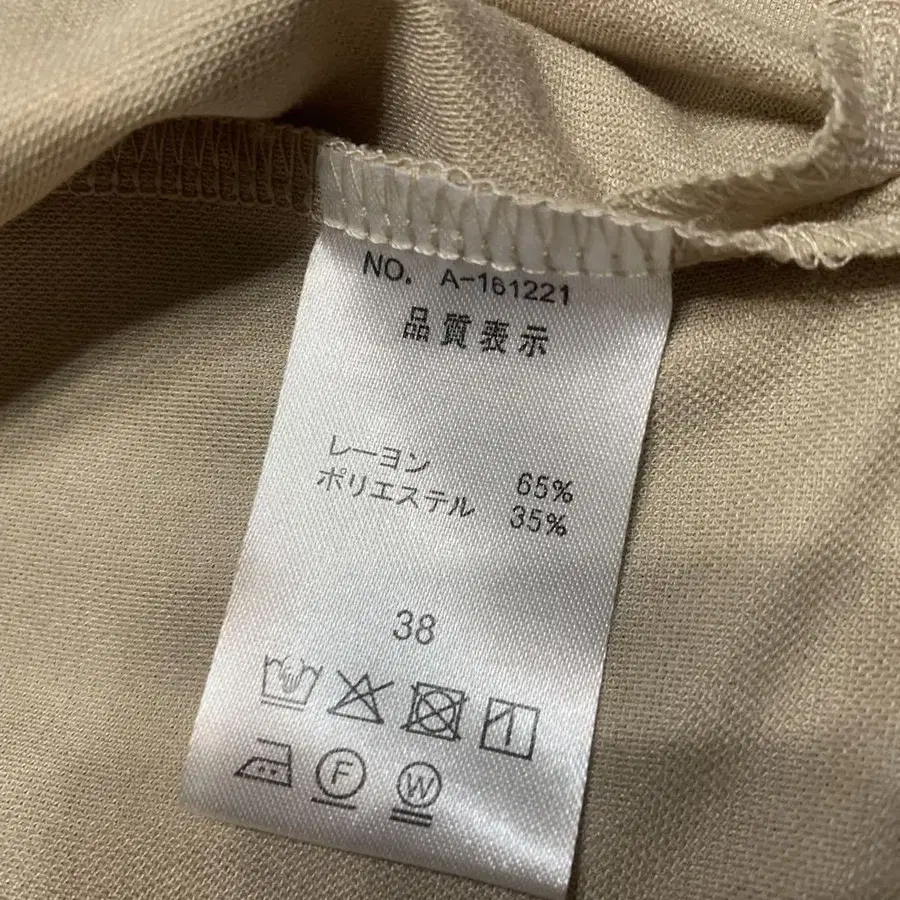 NO. A-161221
品質表示
レーヨン 65%
ポリエステル 35%
38
F W